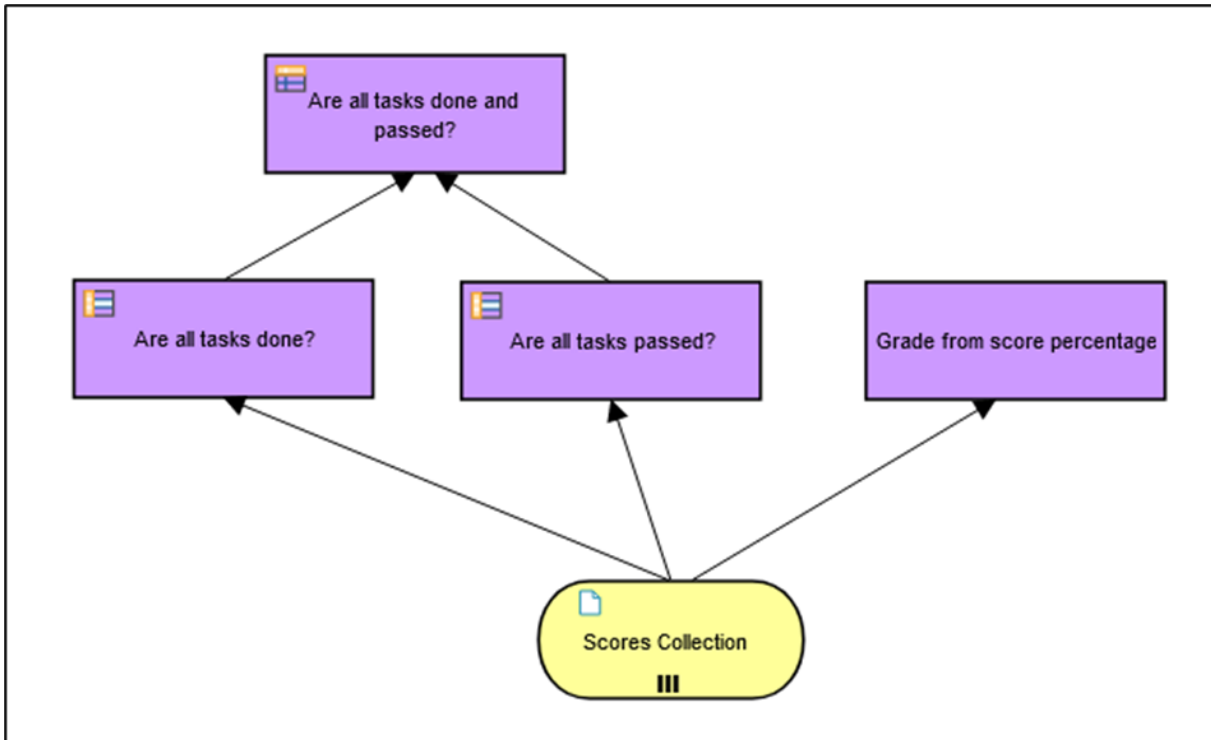 Are all tasks done and
passed?
Are all tasks done?
Are all tasks passed?
Grade from score percentage
Scores Collection